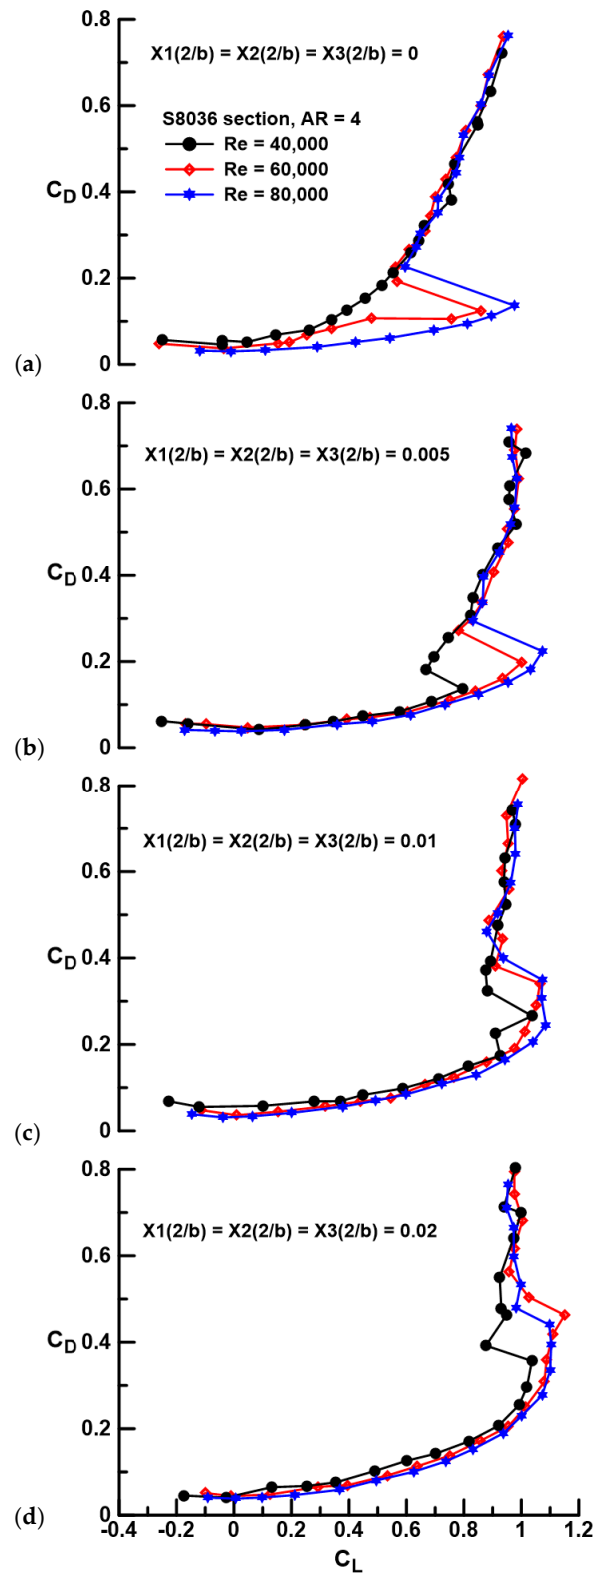 0.8
X1(2/b) = X2(2/b) = X3(2/b) = 0
S8036 section, AR = 4
Re = 40,000
Re = 60,000
Re = 80,000
0.6
CD 0.4
0.2
0
(a)
0.8
X1(2/b) = X2(2/b) = X3(2/b) = 0.005
0.6
CD 0.4
0.2
0
(b)
0.8
X1(2/b) = X2(2/b) = X3(2/b) = 0.01
0.6
CD 0.4
0.2
0
(c)
0.8
X1(2/b) = X2(2/b) = X3(2/b) = 0.02
0.6
CD 0.4
0.2
0
(d)
-0.4 -0.2 0 0.2 0.4 0.6 0.8 1 1.2
CL